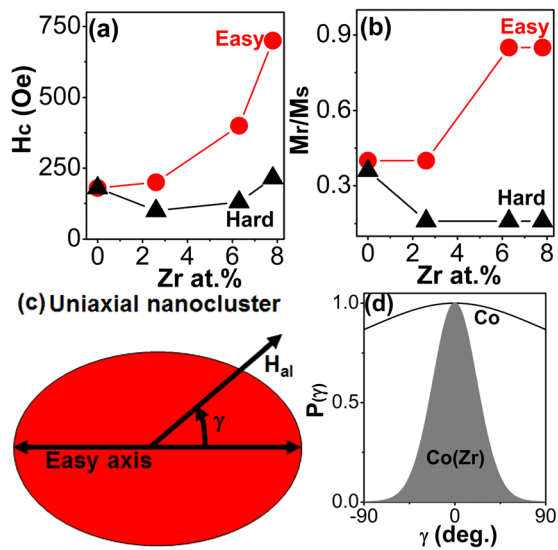 (a)
Easy
Hard
Hc (Oe)
750
500
250
0
0 2 4 6 8
Zr at.%
(b)
Easy
Hard
Mr/Ms
0.9
0.6
0.3
0 2 4 6 8
Zr at.%
(c) Uniaxial nanocluster
Hal
γ
Easy axis
(d)
Co
Co(Zr)
P(γ)
1.0
0.5
0.0
-90 0 90
γ (deg.)